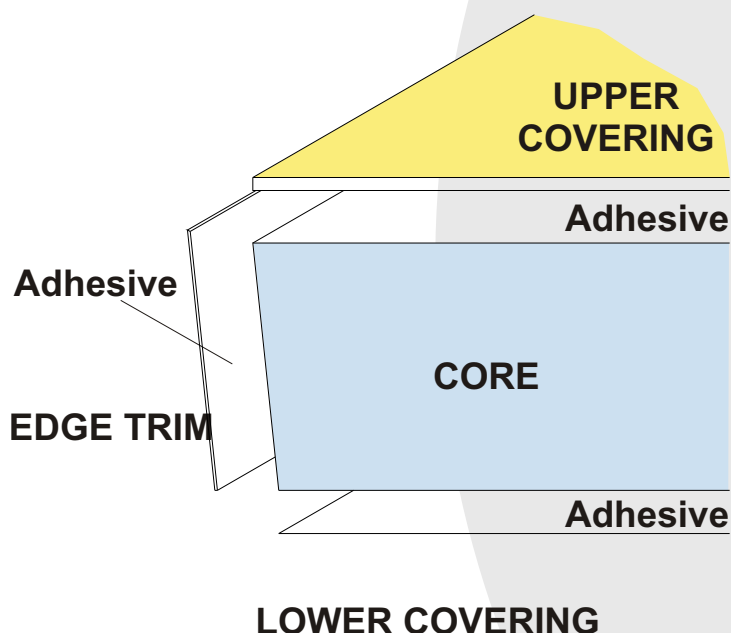 UPPER
COVERING
Adhesive
Adhesive
CORE
EDGE TRIM
Adhesive
LOWER COVERING